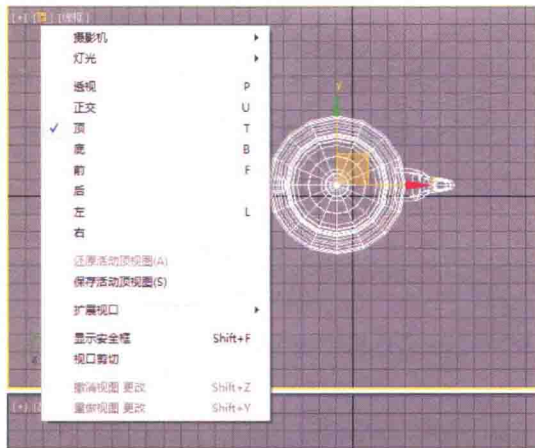 [+] [顶] [线框]
摄影机
灯光
透视 P
正交 U
✓ 顶 T
底 B
前 F
后
左 L
右
还原活动顶视图(A)
保存活动顶视图(S)
扩展视口
显示安全框 Shift+F
视口剪切
撤消视图 更改 Shift+Z
重做视图 更改 Shift+Y
y